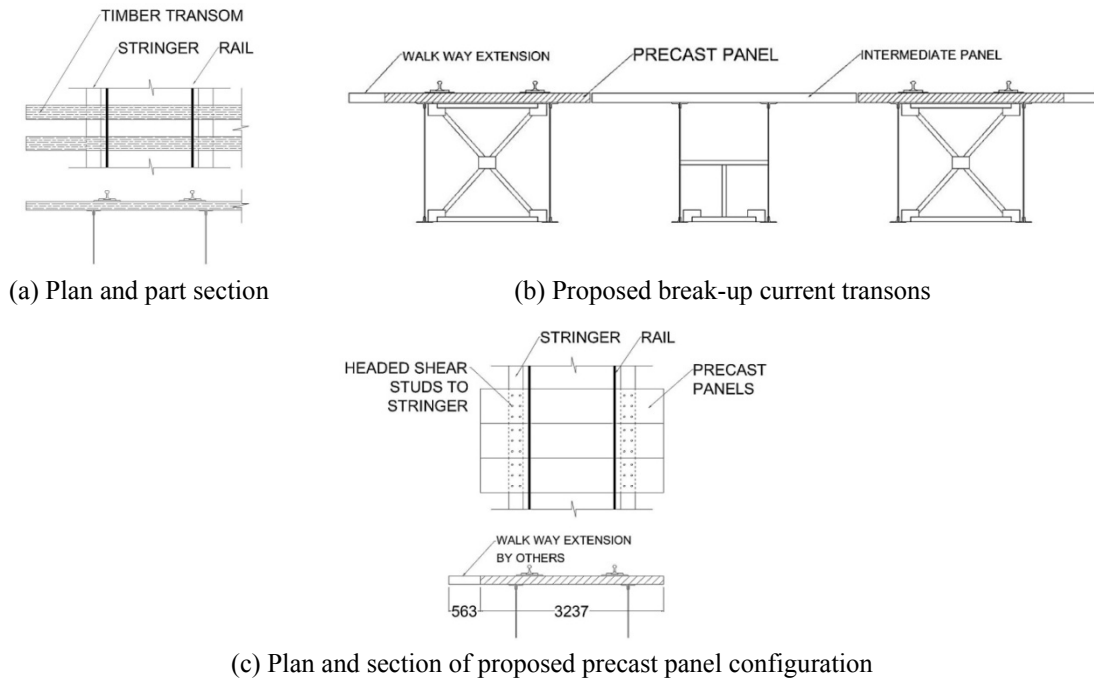 TIMBER TRANSOM
STRINGER
RAIL
(a) Plan and part section
WALK WAY EXTENSION
PRECAST PANEL
INTERMEDIATE PANEL
(b) Proposed break-up current transons
STRINGER
RAIL
HEADED SHEAR
STUDS TO
STRINGER
PRECAST
PANELS
WALK WAY EXTENSION
BY OTHERS
563
3237
(c) Plan and section of proposed precast panel configuration